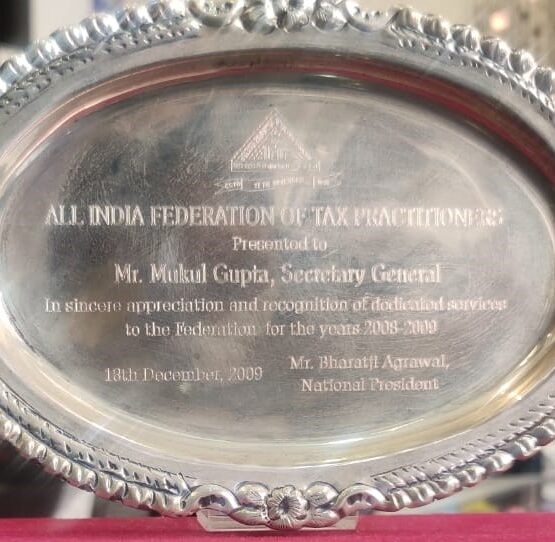 ALL INDIA FEDERATION OF TAX PRACTITIONERS
Presented to
Mr. Mukul Gupta, Secretary General
In sincere appreciation and recognition of dedicated services
to the Federation for the years 2008-2009
18th December, 2009
Mr. Bharatji Agrawal,
National President